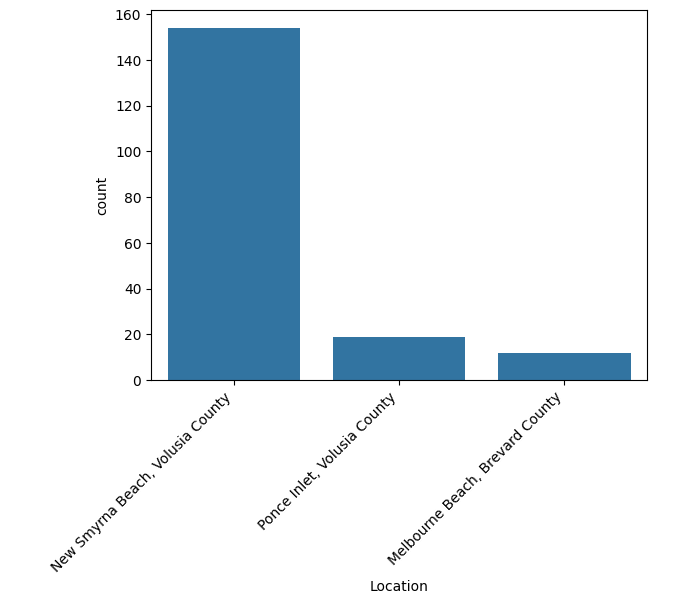 160
140
120
100
80
60
40
20
0
count
New Smyrna Beach, Volusia County
Ponce Inlet, Volusia County
Melbourne Beach, Brevard County
Location